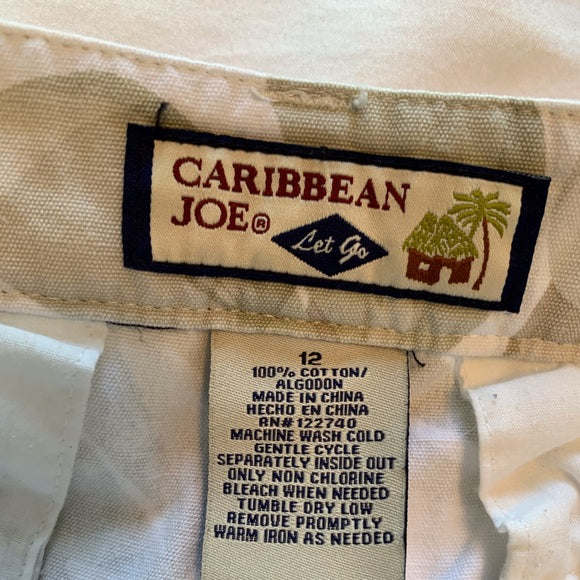 CARIBBEAN
JOE®
Let Go
12
100% COTTON/
ALGODON
MADE IN CHINA
HECHO EN CHINA
RN#122740
MACHINE WASH COLD
GENTLE CYCLE
SEPARATELY INSIDE OUT
ONLY NON CHLORINE
BLEACH WHEN NEEDED
TUMBLE DRY LOW
REMOVE PROMPTLY
WARM IRON AS NEEDED